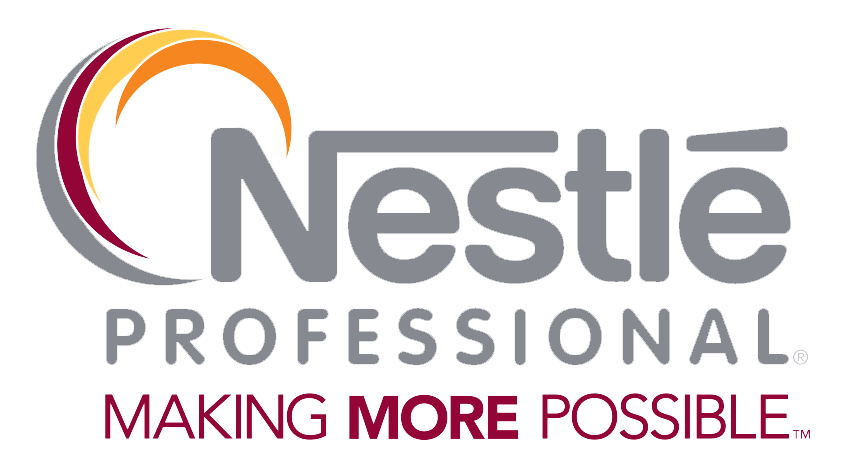 Nestlé
PROFESSIONAL®
MAKING MORE POSSIBLE™